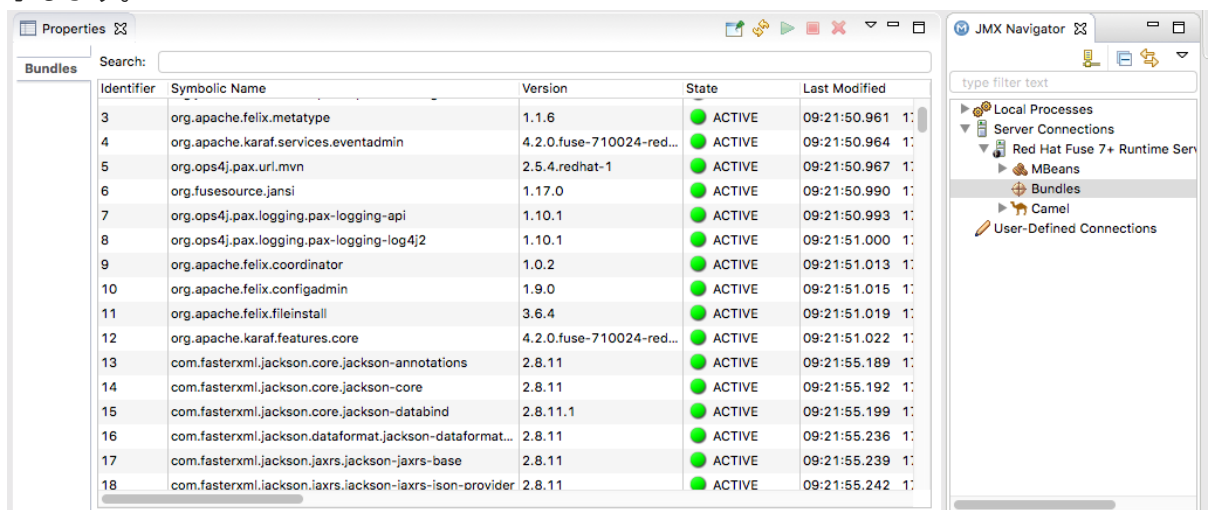 Properties
JMX Navigator
Bundles
Search:
type filter text
Identifier Symbolic Name Version State Last Modified
3 org.apache.felix.metatype 1.1.6 ACTIVE 09:21:50.961
4 org.apache.karaf.services.eventadmin 4.2.0.fuse-710024-red... ACTIVE 09:21:50.964
5 org.ops4j.pax.url.mvn 2.5.4.redhat-1 ACTIVE 09:21:50.967
6 org.fusesource.jansi 1.17.0 ACTIVE 09:21:50.990
7 org.ops4j.pax.logging.pax-logging-api 1.10.1 ACTIVE 09:21:50.993
8 org.ops4j.pax.logging.pax-logging-log4j2 1.10.1 ACTIVE 09:21:51.000
9 org.apache.felix.coordinator 1.0.2 ACTIVE 09:21:51.013
10 org.apache.felix.configadmin 1.9.0 ACTIVE 09:21:51.015
11 org.apache.felix.fileinstall 3.6.4 ACTIVE 09:21:51.019
12 org.apache.karaf.features.core 4.2.0.fuse-710024-red... ACTIVE 09:21:51.022
13 com.fasterxml.jackson.core.jackson-annotations 2.8.11 ACTIVE 09:21:55.189
14 com.fasterxml.jackson.core.jackson-core 2.8.11 ACTIVE 09:21:55.192
15 com.fasterxml.jackson.core.jackson-databind 2.8.11.1 ACTIVE 09:21:55.199
16 com.fasterxml.jackson.dataformat.jackson-dataformat... 2.8.11 ACTIVE 09:21:55.236
17 com.fasterxml.jackson.jaxrs.jackson-jaxrs-base 2.8.11 ACTIVE 09:21:55.239
18 com.fasterxml.jackson.jaxrs.jackson-jaxrs-json-provider 2.8.11 ACTIVE 09:21:55.242
Local Processes
Server Connections
Red Hat Fuse 7+ Runtime Serv
MBeans
Bundles
Camel
User-Defined Connections